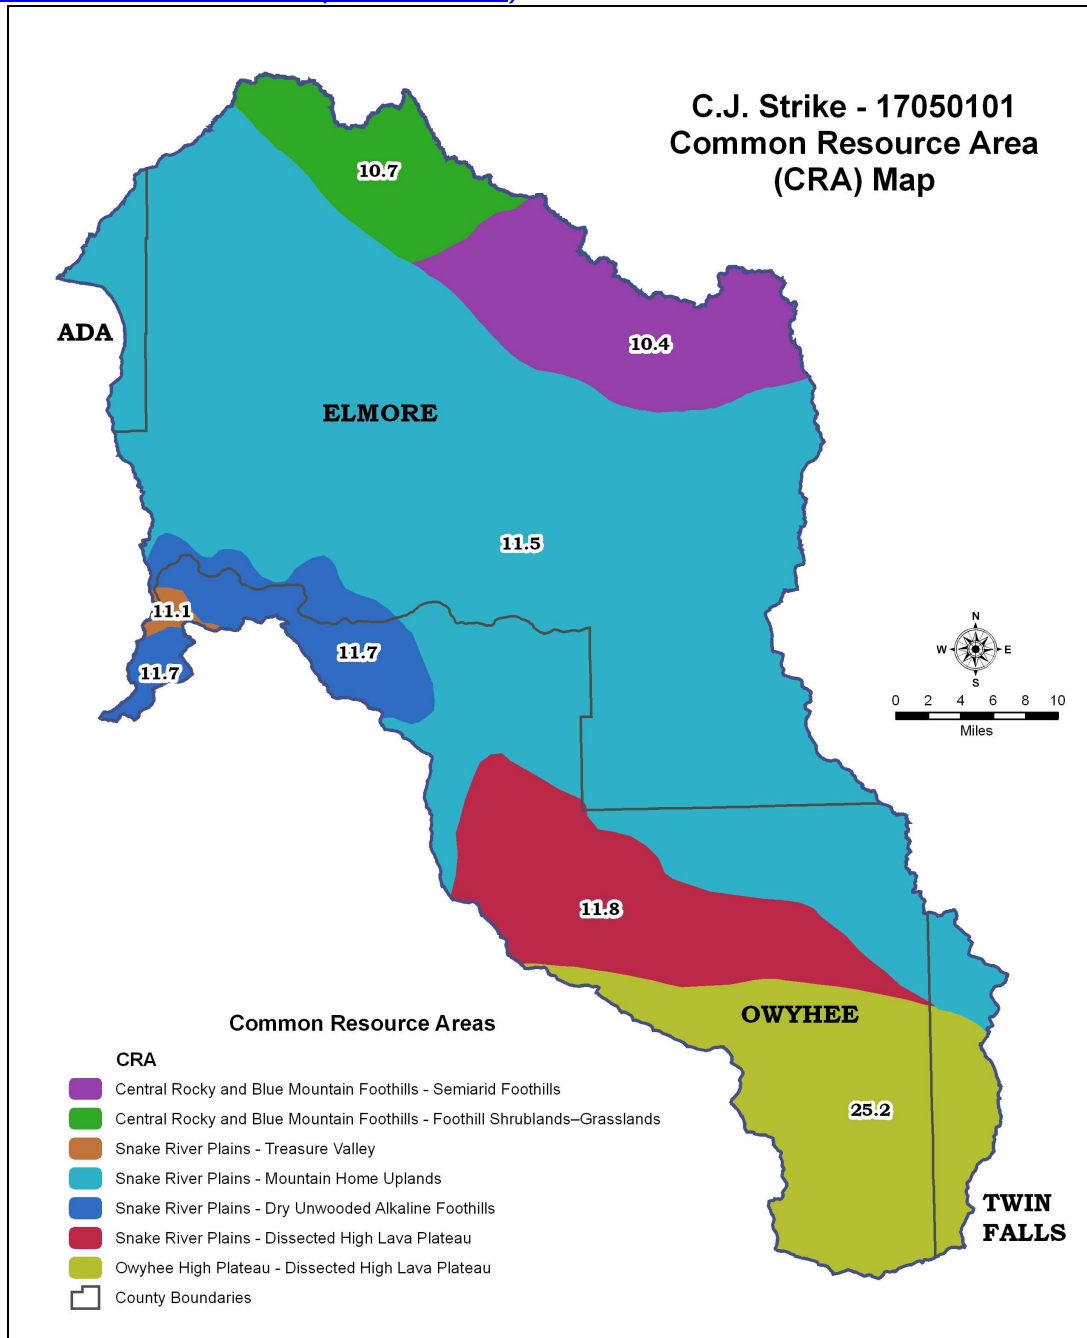 C.J. Strike - 17050101
Common Resource Area
(CRA) Map
10.7
10.4
ADA
ELMORE
11.5
11.1
11.7
11.7
N
W
E
S
0 2 4 6 8 10
Miles
11.8
OWYHEE
25.2
TWIN
FALLS
Common Resource Areas
CRA
Central Rocky and Blue Mountain Foothills - Semiarid Foothills
Central Rocky and Blue Mountain Foothills - Foothill Shrublands–Grasslands
Snake River Plains - Treasure Valley
Snake River Plains - Mountain Home Uplands
Snake River Plains - Dry Unwooded Alkaline Foothills
Snake River Plains - Dissected High Lava Plateau
Owyhee High Plateau - Dissected High Lava Plateau
County Boundaries